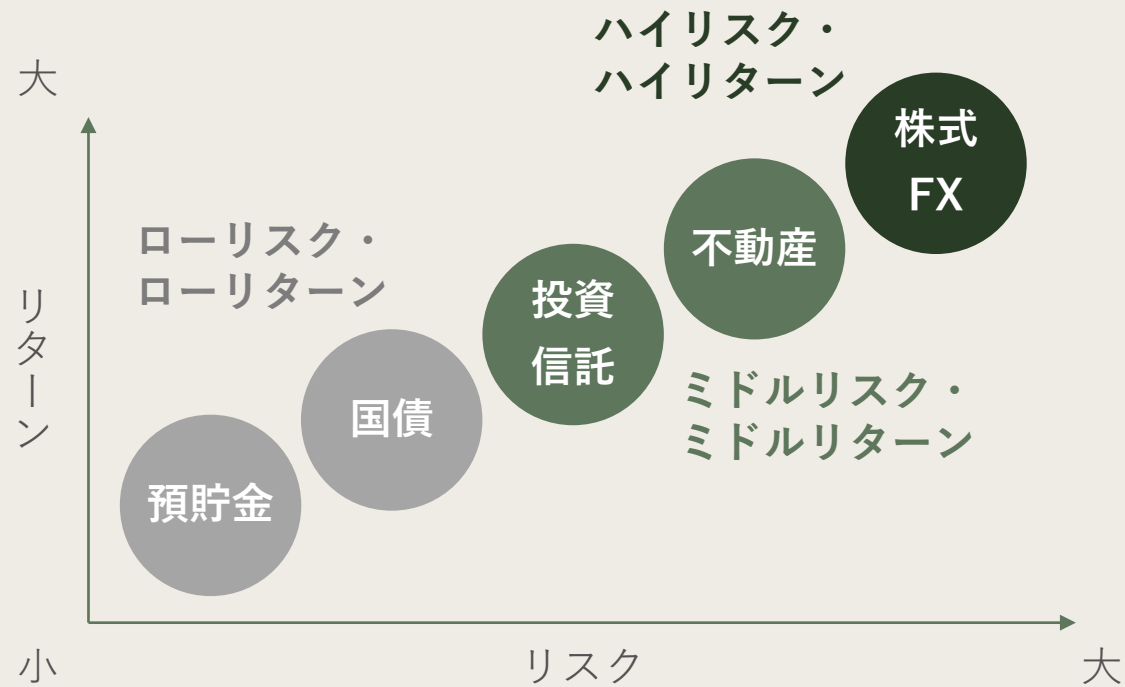 ハイリスク・
ハイリターン
大
株式
FX
ローリスク・
ローリターン
不動産
投資
信託
リターン
ミドルリスク・
ミドルリターン
国債
預貯金
小
リスク
大